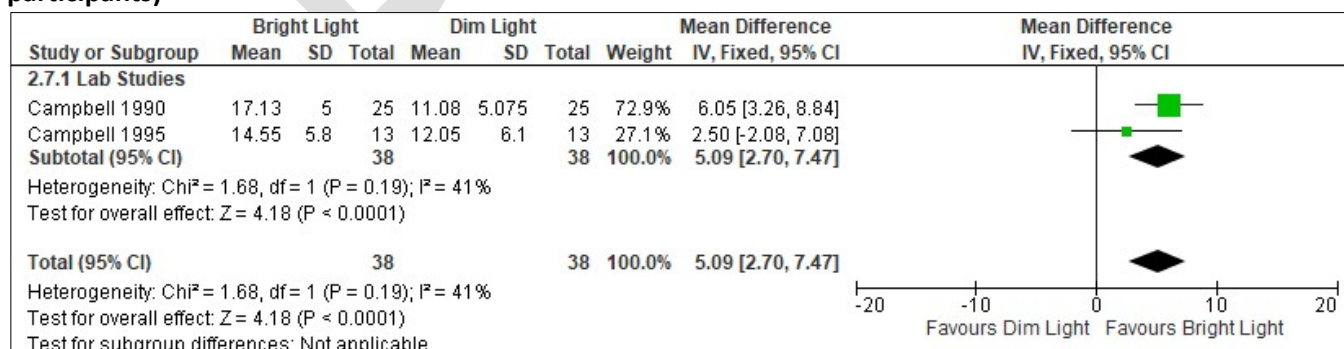 participants)
Bright Light Dim Light Mean Difference Mean Difference
Study or Subgroup Mean SD Total Mean SD Total Weight IV, Fixed, 95% CI IV, Fixed, 95% CI
2.7.1 Lab Studies
Campbell 1990 17.13 5 25 11.08 5.075 25 72.9% 6.05 [3.26, 8.84]
Campbell 1995 14.55 5.8 13 12.05 6.1 13 27.1% 2.50 [-2.08, 7.08]
Subtotal (95% CI) 38 38 100.0% 5.09 [2.70, 7.47]
Heterogeneity: Chi² = 1.68, df = 1 (P = 0.19); I² = 41%
Test for overall effect: Z = 4.18 (P < 0.0001)
Total (95% CI) 38 38 100.0% 5.09 [2.70, 7.47]
Heterogeneity: Chi² = 1.68, df = 1 (P = 0.19); I² = 41%
Test for overall effect: Z = 4.18 (P < 0.0001)
Test for subgroup differences: Not applicable
-20 -10 0 10 20
Favours Dim Light Favours Bright Light